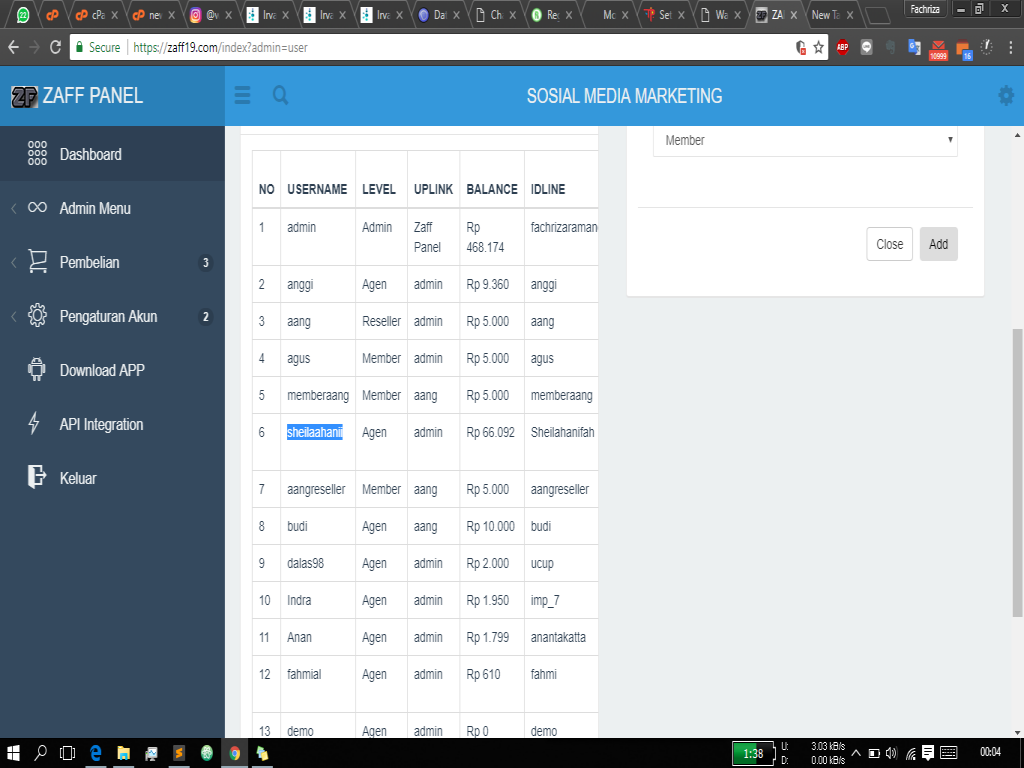 23
cPa
nev
@v
Irva
Irva
Irva
Dat
Ch
Re
Mo
Set
Wa
ZA
New Ta
Fachriza
Secure
https://zaff19.com/index?admin=user
ABP
10999
16
ZAFF PANEL
SOSIAL MEDIA MARKETING
Dashboard
Admin Menu
Pembelian
3
Pengaturan Akun
2
Download APP
API Integration
Keluar
NO USERNAME LEVEL UPLINK BALANCE IDLINE
1 admin Admin Zaff Panel Rp 468.174 fachrizaraman
2 anggi Agen admin Rp 9.360 anggi
3 aang Reseller admin Rp 5.000 aang
4 agus Member admin Rp 5.000 agus
5 memberaang Member aang Rp 5.000 memberaang
6 sheilaahanii Agen admin Rp 66.092 Sheilahanifah
7 aangreseller Member aang Rp 5.000 aangreseller
8 budi Agen aang Rp 10.000 budi
9 dalas98 Agen admin Rp 2.000 ucup
10 Indra Agen admin Rp 1.950 imp_7
11 Anan Agen admin Rp 1.799 anantakatta
12 fahmial Agen admin Rp 610 fahmi
13 demo Agen admin Rp 0 demo
Member
Close
Add
1:38
U: 3.03 kB/s
D: 0.00 kB/s
00:04